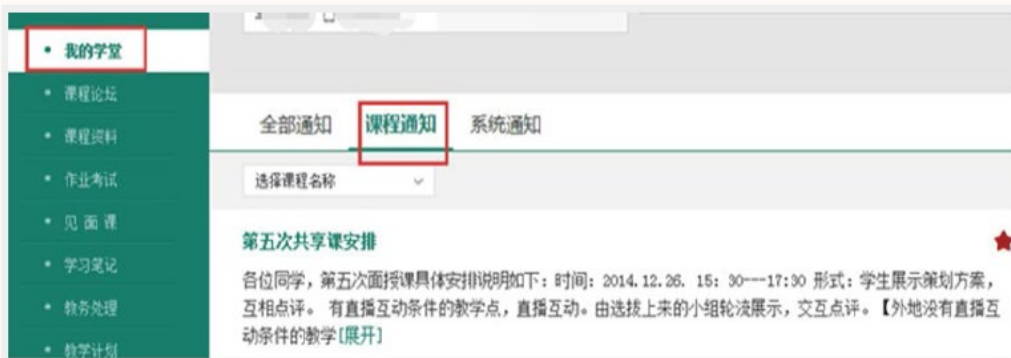 我的学堂
课程论坛
课程资料
作业考试
见面课
学习笔记
教务处理
教学计划
全部通知 课程通知 系统通知
选择课程名称
第五次共享课安排
各位同学，第五次面授课具体安排说明如下：时间：2014.12.26. 15：30---17:30 形式：学生展示策划方案，
互相点评。 有直播互动条件的教学点，直播互动。由选拔上来的小组轮流展示，交互点评。【外地没有直播互
动条件的教学[展开]